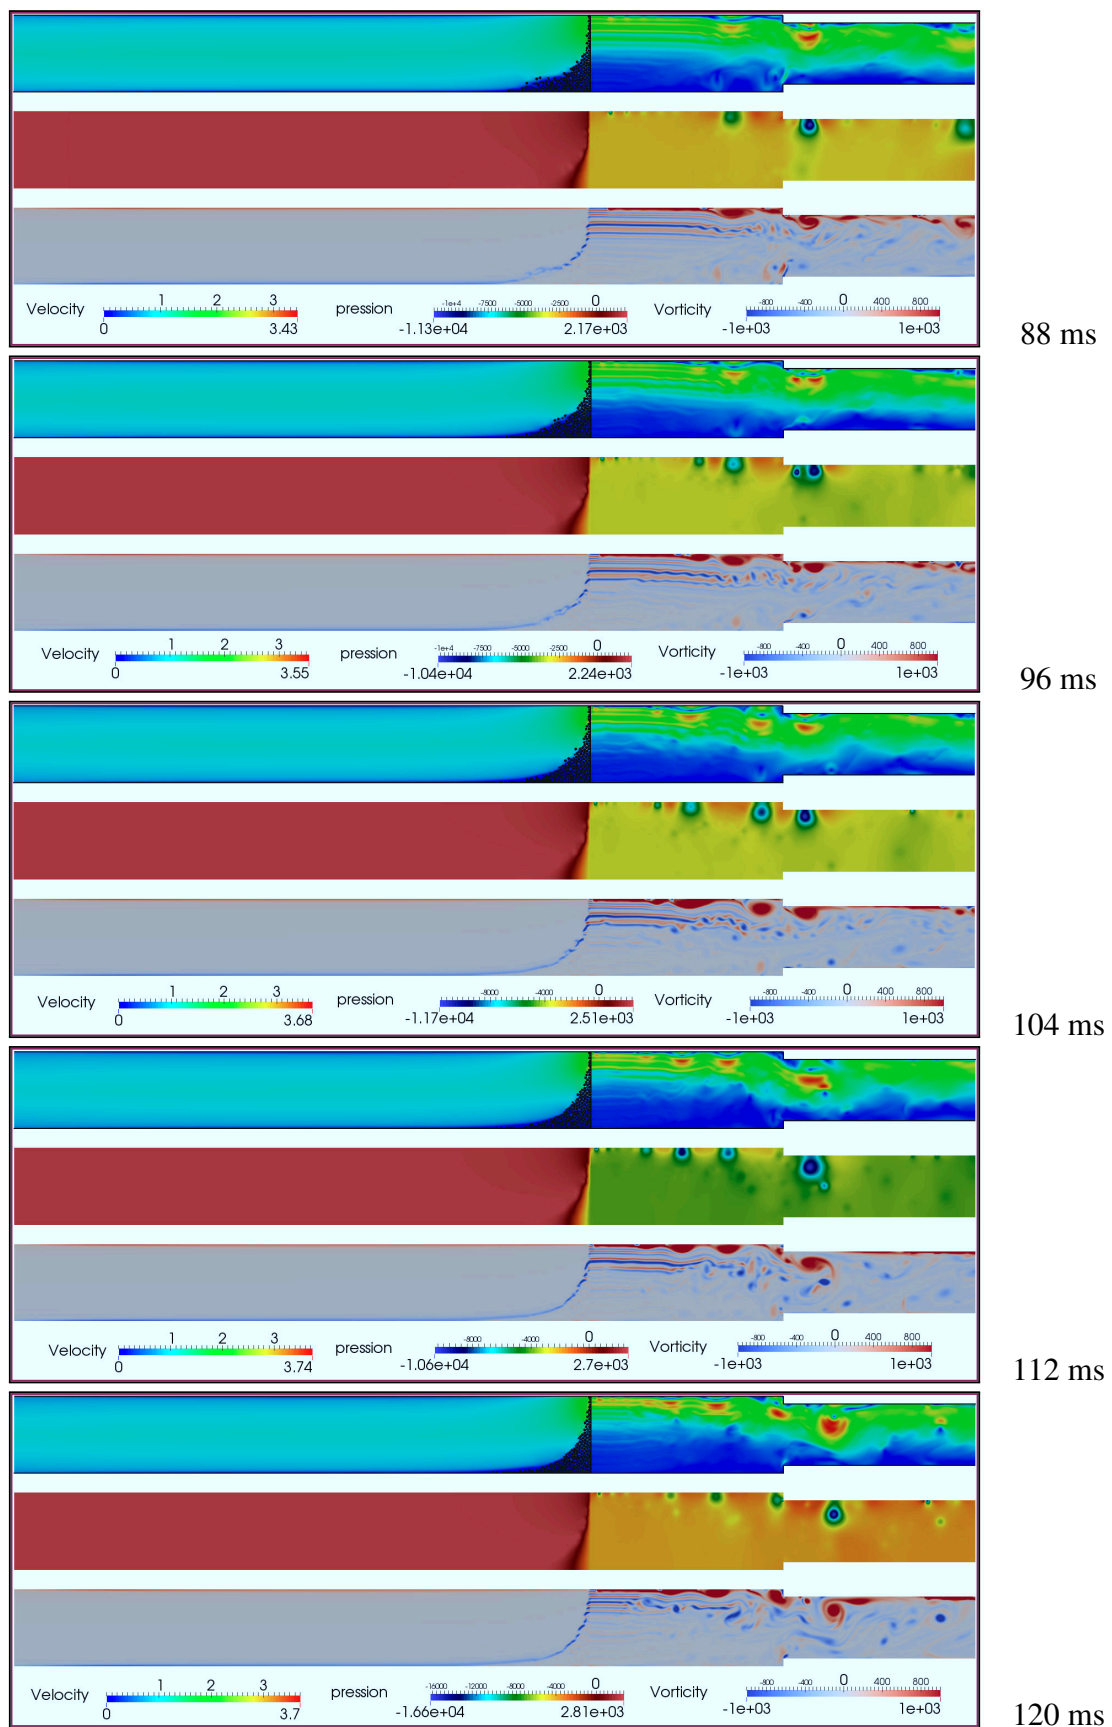 Velocity 1 2 3 0 3.43 pression -1e+4 -7500 -5000 -2500 0 -1.13e+04 2.17e+03 Vorticity -800 -400 0 400 800 -1e+03 1e+03
88 ms
Velocity 1 2 3 0 3.55 pression -1e+4 -7500 -5000 -2500 0 -1.04e+04 2.24e+03 Vorticity -800 -400 0 400 800 -1e+03 1e+03
96 ms
Velocity 1 2 3 0 3.68 pression -8000 -4000 0 -1.17e+04 2.51e+03 Vorticity -800 -400 0 400 800 -1e+03 1e+03
104 ms
Velocity 1 2 3 0 3.74 pression -8000 -4000 0 -1.06e+04 2.7e+03 Vorticity -800 -400 0 400 800 -1e+03 1e+03
112 ms
Velocity 1 2 3 0 3.7 pression -16000 -12000 -8000 -4000 0 -1.66e+04 2.81e+03 Vorticity -800 -400 0 400 800 -1e+03 1e+03
120 ms